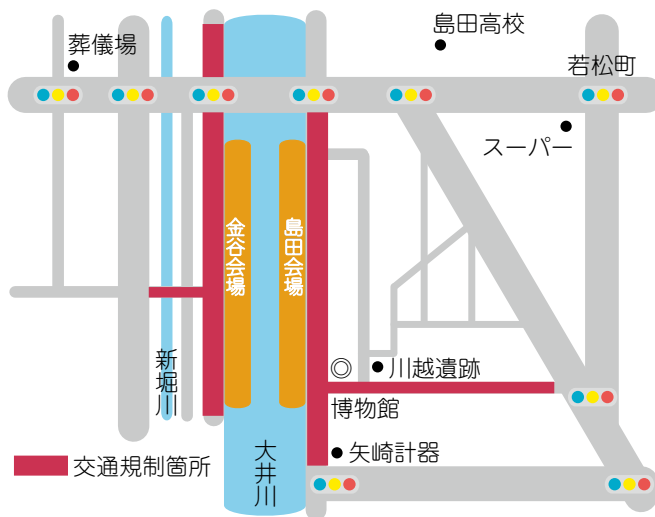 島田高校
葬儀場
若松町
スーパー
金谷会場
島田会場
新堀川
◎
川越遺跡
博物館
矢崎計器
大井川
交通規制箇所